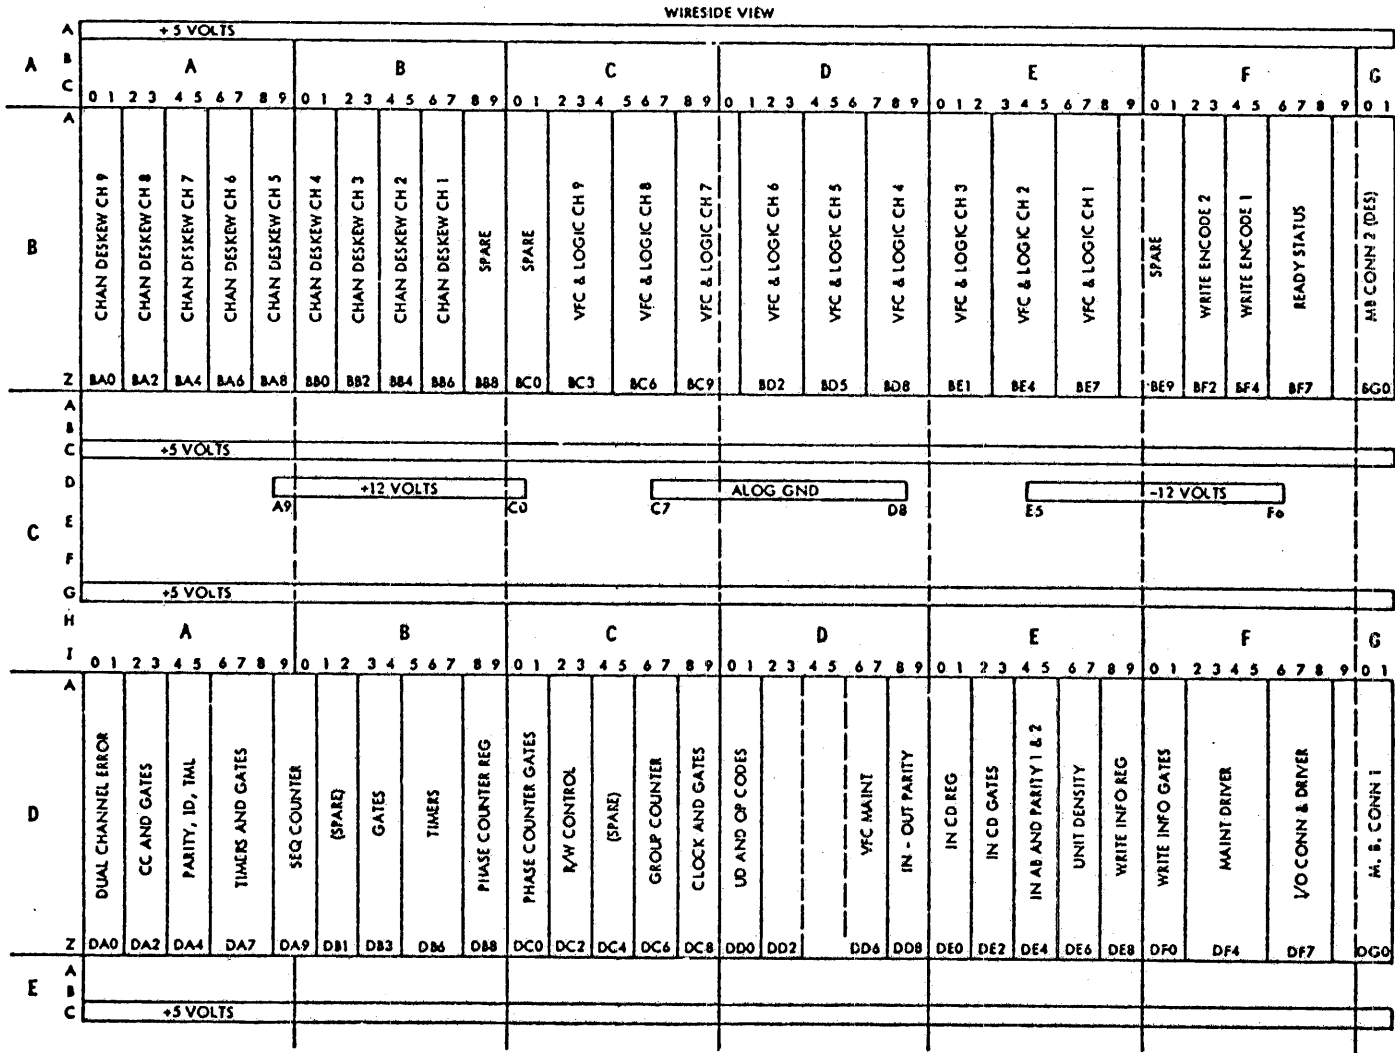 WIRESIDE VIEW
A +5 VOLTS
A B A B C D E F G
C 0 1 2 3 4 5 6 7 8 9 0 1 2 3 4 5 6 7 8 9 0 1 2 3 4 5 6 7 8 9 0 1 2 3 4 5 6 7 8 9 0 1 2 3 4 5 6 7 8 9 0 1 2 3 4 5 6 7 8 9 0 1
A
B
CHAN DESKEW CH 9
CHAN DESKEW CH 8
CHAN DESKEW CH 7
CHAN DESKEW CH 6
CHAN DESKEW CH 5
CHAN DESKEW CH 4
CHAN DESKEW CH 3
CHAN DESKEW CH 2
CHAN DESKEW CH 1
SPARE
SPARE
VFC & LOGIC CH 9
VFC & LOGIC CH 8
VFC & LOGIC CH 7
VFC & LOGIC CH 6
VFC & LOGIC CH 5
VFC & LOGIC CH 4
VFC & LOGIC CH 3
VFC & LOGIC CH 2
VFC & LOGIC CH 1
SPARE
WRITE ENCODE 2
WRITE ENCODE 1
READY STATUS
MB CONN 2 (DES)
Z BA0 BA2 BA4 BA6 BA8 BB0 BB2 BB4 BB6 BB8 BC0 BC3 BC6 BC9 BD2 BD5 BD8 BE1 BE4 BE7 BE9 BF2 BF4 BF7 BG0
A
B
C +5 VOLTS
D +12 VOLTS ALOG GND -12 VOLTS
A9 C0 C7 D8 E5 F6
C E
F
G +5 VOLTS
H A B C D E F G
I 0 1 2 3 4 5 6 7 8 9 0 1 2 3 4 5 6 7 8 9 0 1 2 3 4 5 6 7 8 9 0 1 2 3 4 5 6 7 8 9 0 1 2 3 4 5 6 7 8 9 0 1 2 3 4 5 6 7 8 9 0 1
A
D
DUAL CHANNEL ERROR
CC AND GATES
PARITY, ID, TML
TIMERS AND GATES
SEQ COUNTER
(SPARE)
GATES
TIMERS
PHASE COUNTER REG
PHASE COUNTER GATES
R/W CONTROL
(SPARE)
GROUP COUNTER
CLOCK AND GATES
UD AND OP CODES
VFC MAINT
IN - OUT PARITY
IN CD REG
IN CD GATES
IN AB AND PARITY 1 & 2
UNIT DENSITY
WRITE INFO REG
WRITE INFO GATES
MAINT DRIVER
I/O CONN & DRIVER
M. B. CONN 1
Z DA0 DA2 DA4 DA7 DA9 DB1 DB3 DB6 DB8 DC0 DC2 DC4 DC6 DC8 DD0 DD2 DD6 DD8 DE0 DE2 DE4 DE6 DE8 DF0 DF4 DF7 DG0
A
E B
C +5 VOLTS